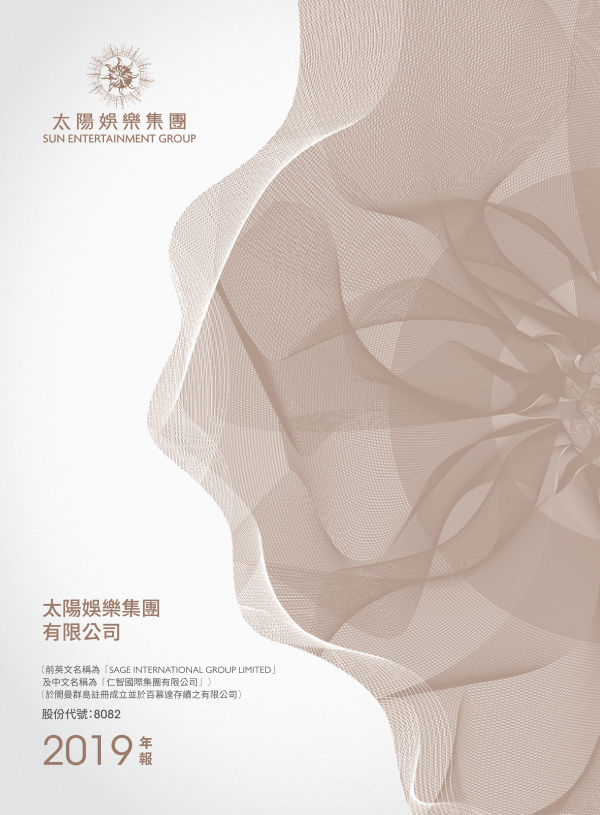 太陽娛樂集團
SUN ENTERTAINMENT GROUP
太陽娛樂集團
有限公司
(前英文名稱為「SAGE INTERNATIONAL GROUP LIMITED」
及中文名稱為「仁智國際集團有限公司」)
(於開曼群島註冊成立並於百慕達存續之有限公司)
股份代號:8082
2019 年報